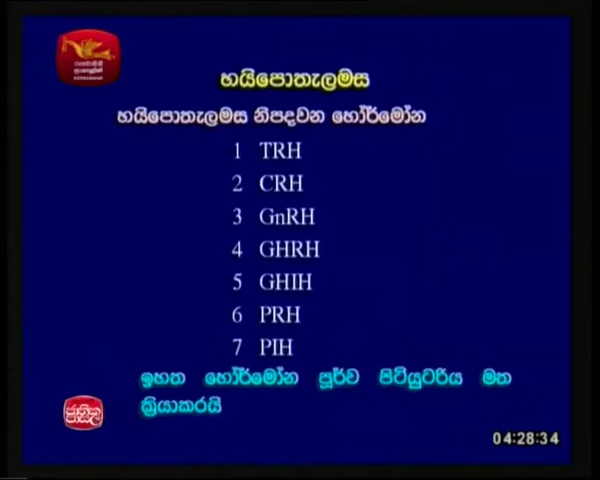 හයිපොතැලමස
හයිපොතැලමස නිපදවන හෝර්මෝන
1 TRH
2 CRH
3 GnRH
4 GHRH
5 GHIH
6 PRH
7 PIH
ඉහත හෝර්මෝන පූර්ව පිටියුටරිය මත
ක්‍රියාකරයි
ජාතික
පාසල
04:28:34